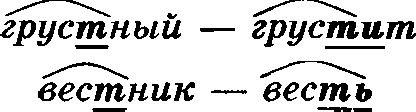 грустный — грустит
вестник — весть